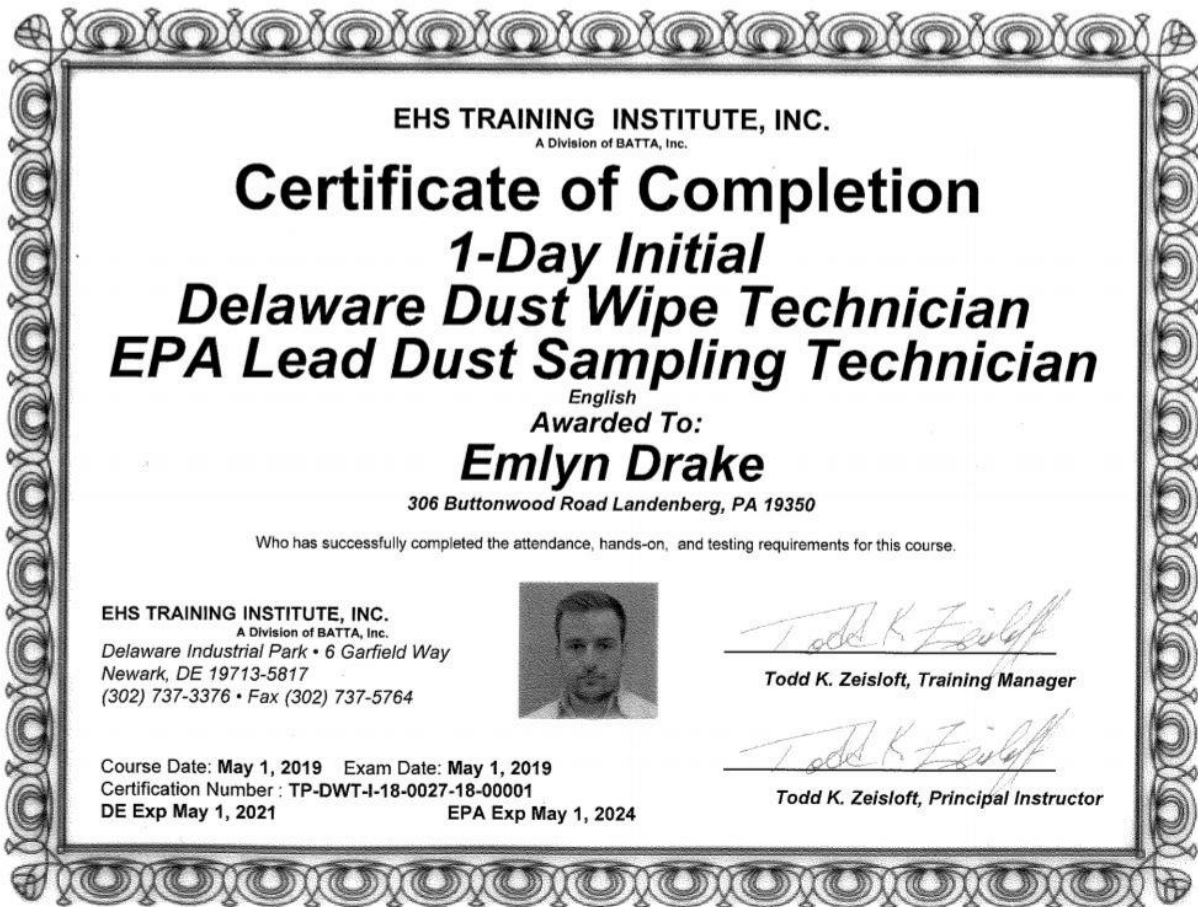 EHS TRAINING INSTITUTE, INC.
A Division of BATTA, Inc.
Certificate of Completion
1-Day Initial
Delaware Dust Wipe Technician
EPA Lead Dust Sampling Technician
English
Awarded To:
Emlyn Drake
306 Buttonwood Road Landenberg, PA 19350
Who has successfully completed the attendance, hands-on, and testing requirements for this course.
EHS TRAINING INSTITUTE, INC.
A Division of BATTA, Inc.
Delaware Industrial Park • 6 Garfield Way
Newark, DE 19713-5817
(302) 737-3376 • Fax (302) 737-5764
Todd K. Zeisloft
Todd K. Zeisloft, Training Manager
Todd K. Zeisloft
Todd K. Zeisloft, Principal Instructor
Course Date: May 1, 2019 Exam Date: May 1, 2019
Certification Number : TP-DWT-I-18-0027-18-00001
DE Exp May 1, 2021 EPA Exp May 1, 2024